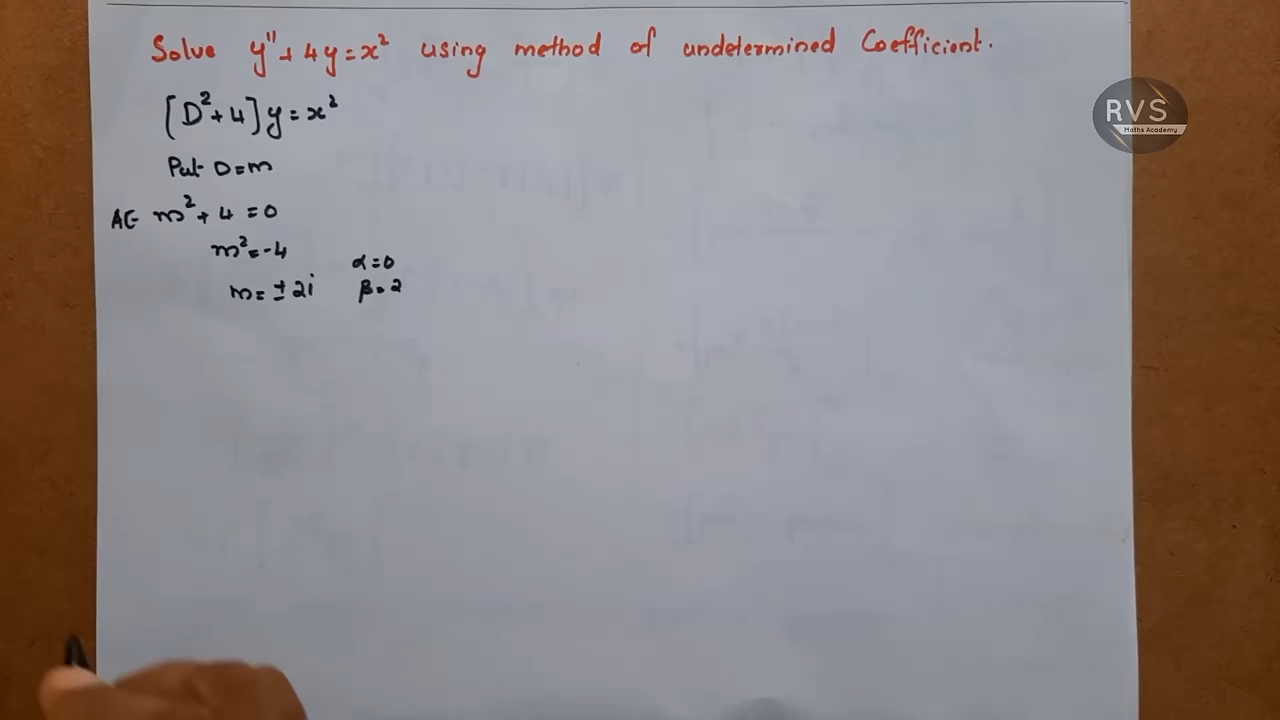 Solve y'' + 4y = x² using method of undetermined Coefficient.
[D² + 4] y = x²
Put D = m
AE m² + 4 = 0
m² = -4
m = ± 2i
α = 0
β = 2
RVS
Maths Academy